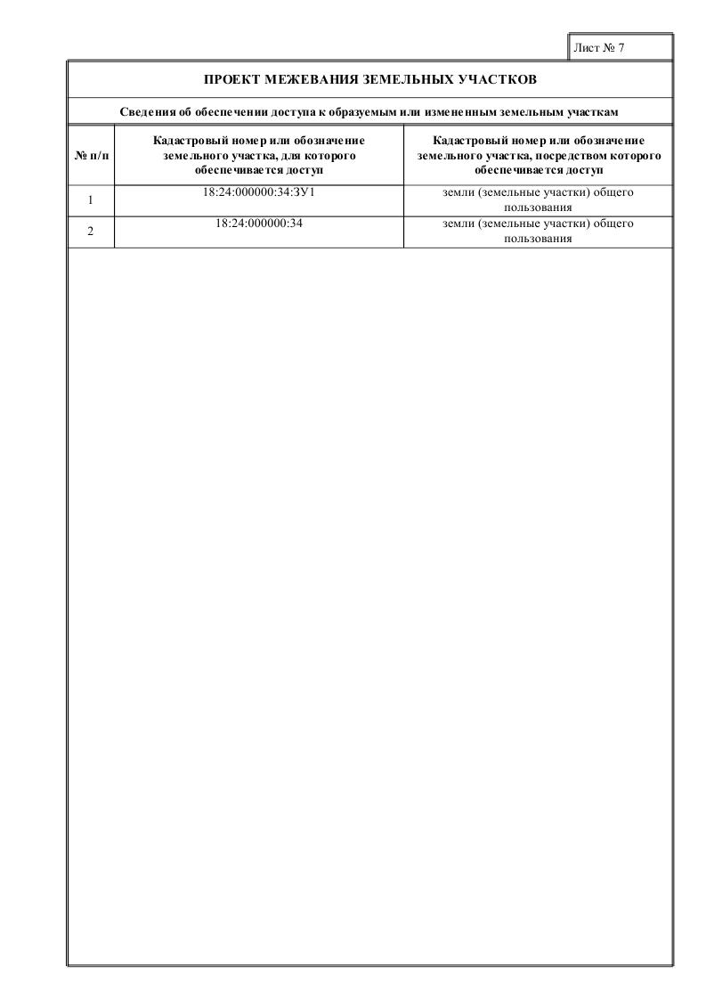 Лист № 7
ПРОЕКТ МЕЖЕВАНИЯ ЗЕМЕЛЬНЫХ УЧАСТКОВ
Сведения об обеспечении доступа к образуемым или измененным земельным участкам
№ п/п
Кадастровый номер или обозначение
земельного участка, для которого
обеспечивается доступ
Кадастровый номер или обозначение
земельного участка, посредством которого
обеспечивается доступ
1
18:24:000000:34:ЗУ1
земли (земельные участки) общего
пользования
2
18:24:000000:34
земли (земельные участки) общего
пользования